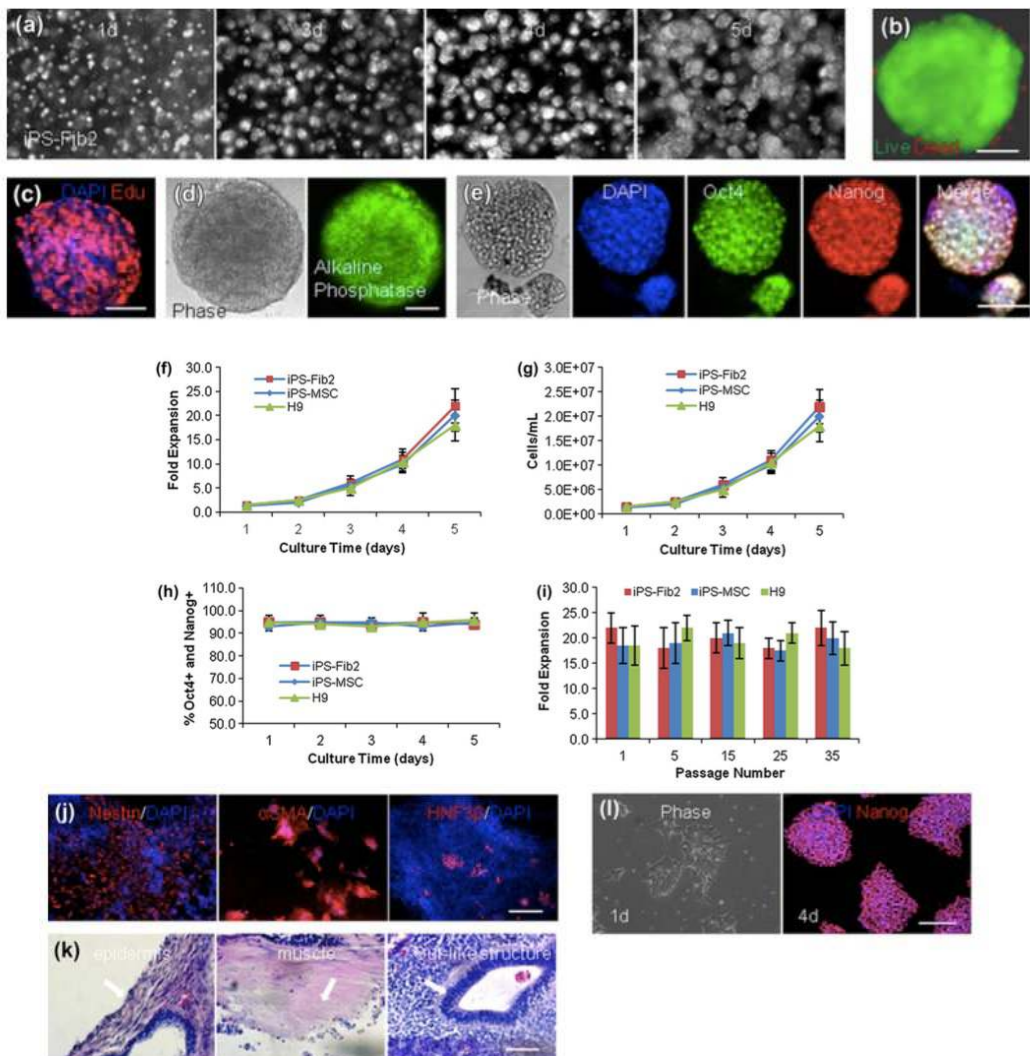 (a)
1d
3d
4d
5d
iPS-Fib2
(b)
Live Dead
(c)
DAPI Edu
(d)
Phase
Alkaline
Phosphatase
(e)
Phase
DAPI
Oct4
Nanog
Merge
(f)
30.0
25.0
20.0
15.0
10.0
5.0
0.0
Fold Expansion
iPS-Fib2
iPS-MSC
H9
1 2 3 4 5
Culture Time (days)
(g)
3.0E+07
2.5E+07
2.0E+07
1.5E+07
1.0E+07
5.0E+06
0.0E+00
Cells/mL
iPS-Fib2
iPS-MSC
H9
1 2 3 4 5
Culture Time (days)
(h)
100.0
90.0
80.0
70.0
60.0
50.0
%Oct4+ and Nanog+
iPS-Fib2
iPS-MSC
H9
1 2 3 4 5
Culture Time (days)
(i)
30.0
25.0
20.0
15.0
10.0
5.0
0.0
Fold Expansion
iPS-Fib2 iPS-MSC H9
1 5 15 25 35
Passage Number
(j)
Nestin/DAPI
αSMA/DAPI
HNF3β/DAPI
(k)
epidermis
muscle
Gut-like structure
(l)
Phase
1d
DAPI Nanog
4d